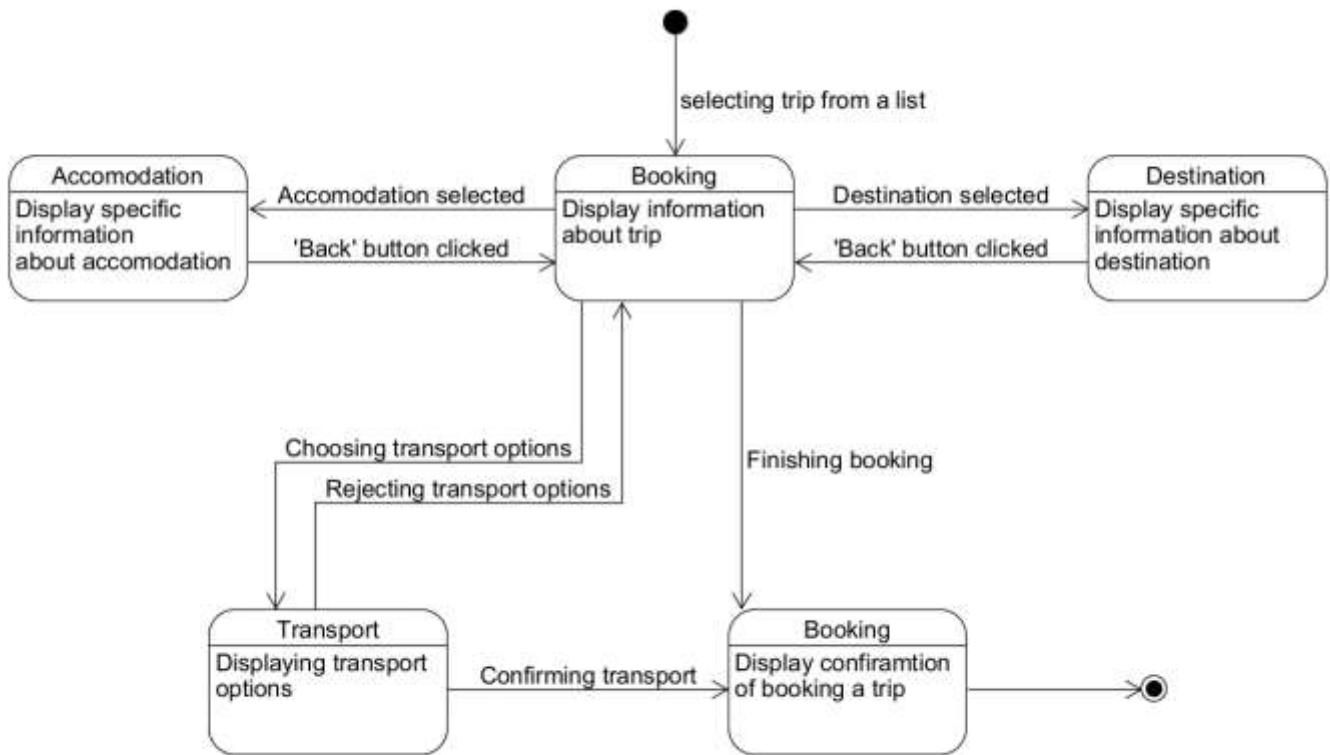 selecting trip from a list
Accomodation
Display specific
information
about accomodation
Accomodation selected
'Back' button clicked
Booking
Display information
about trip
Destination selected
'Back' button clicked
Destination
Display specific
information about
destination
Choosing transport options
Rejecting transport options
Finishing booking
Transport
Displaying transport
options
Confirming transport
Booking
Display confiramtion
of booking a trip